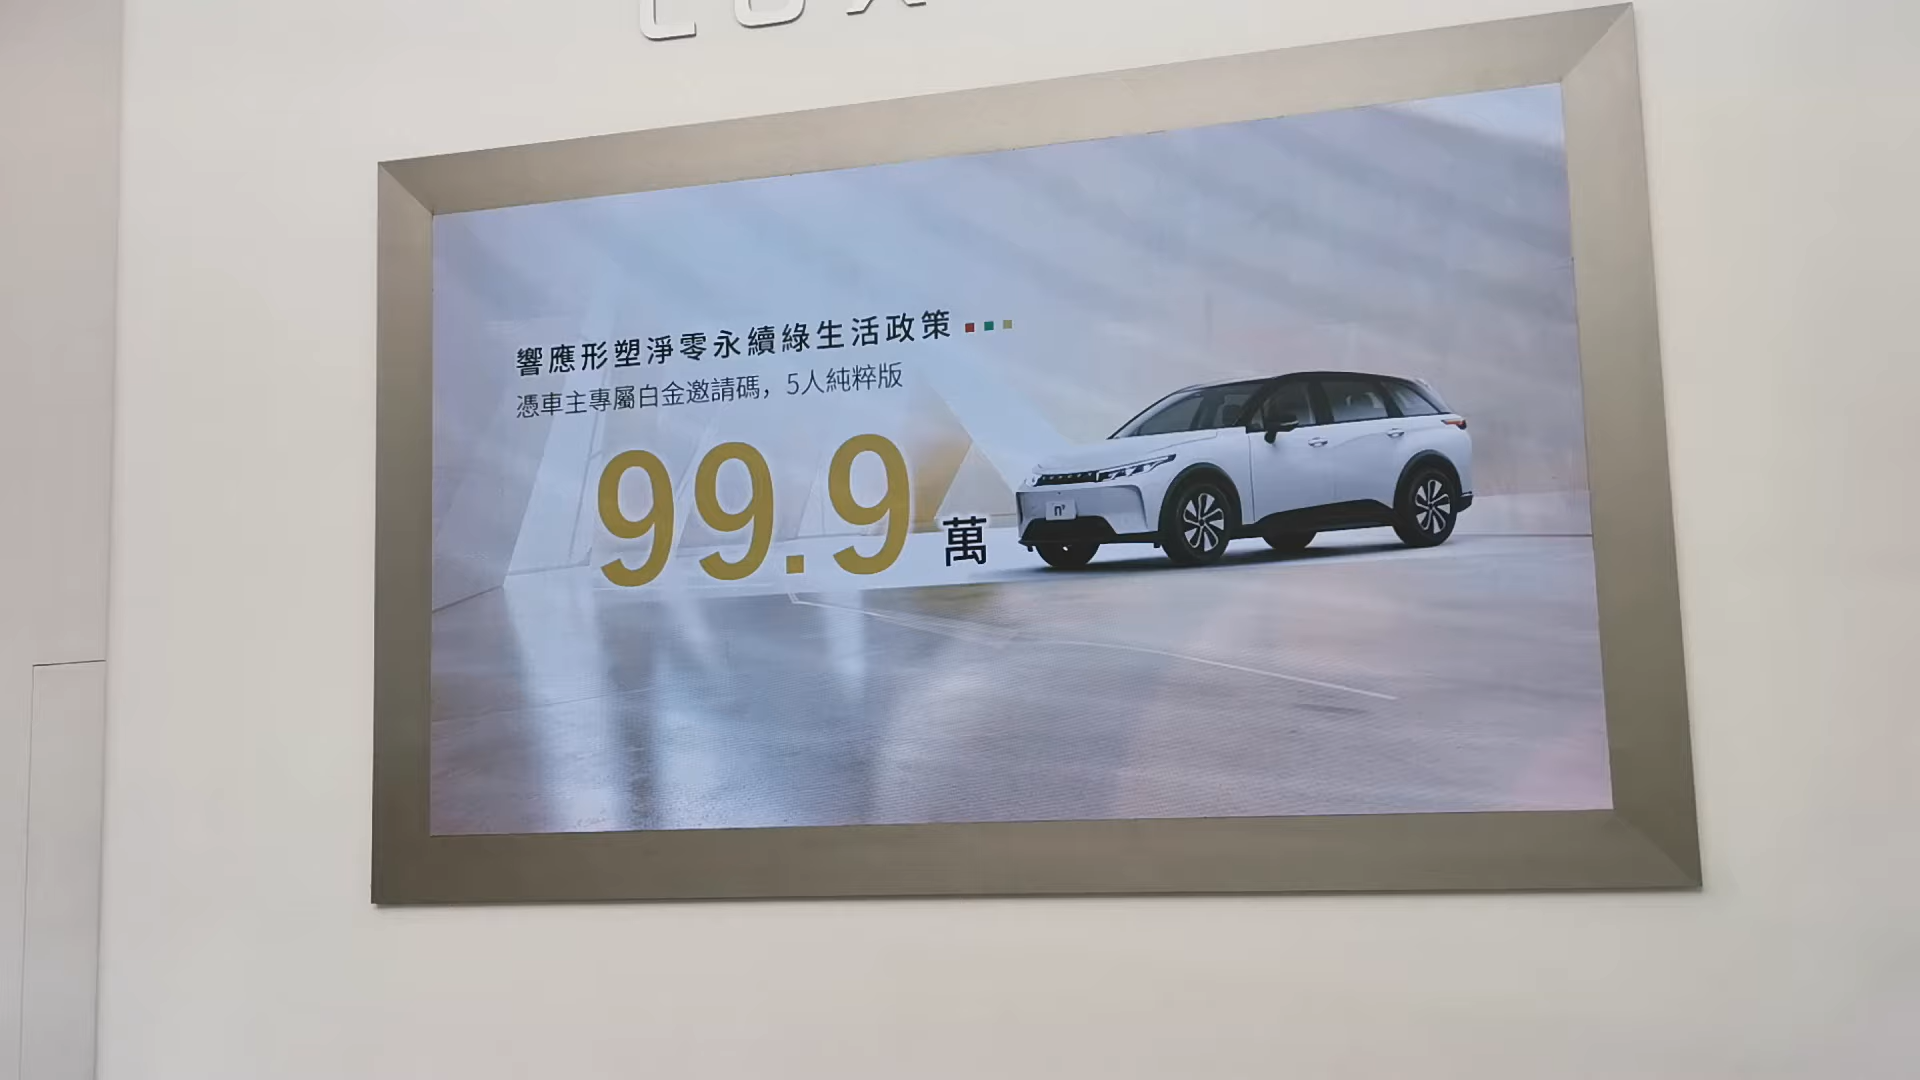 響應形塑淨零永續綠生活政策
憑車主專屬白金邀請碼，5人純粹版
99.9萬
n⁷